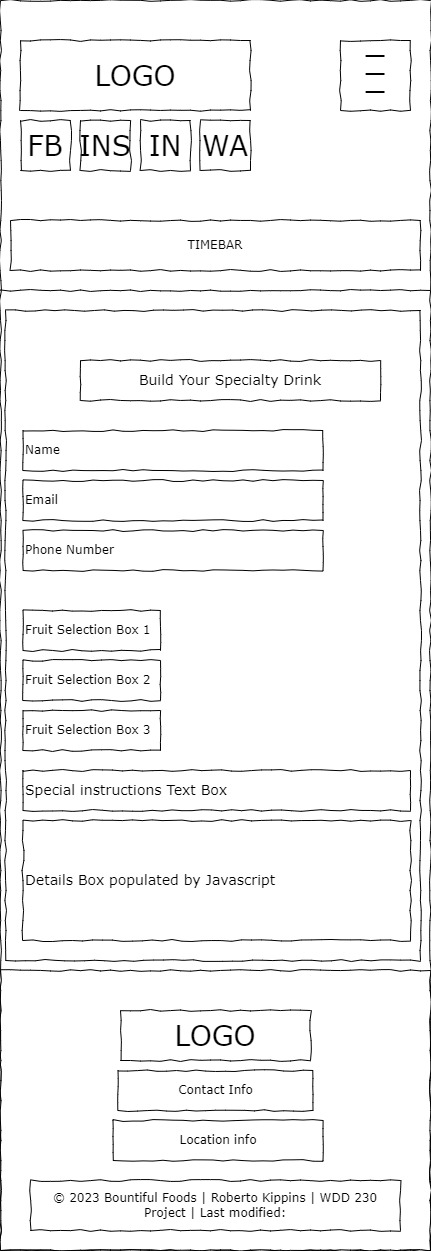 LOGO
FB INS IN WA
TIMEBAR
Build Your Specialty Drink
Name
Email
Phone Number
Fruit Selection Box 1
Fruit Selection Box 2
Fruit Selection Box 3
Special instructions Text Box
Details Box populated by Javascript
LOGO
Contact Info
Location info
© 2023 Bountiful Foods | Roberto Kippins | WDD 230
Project | Last modified: